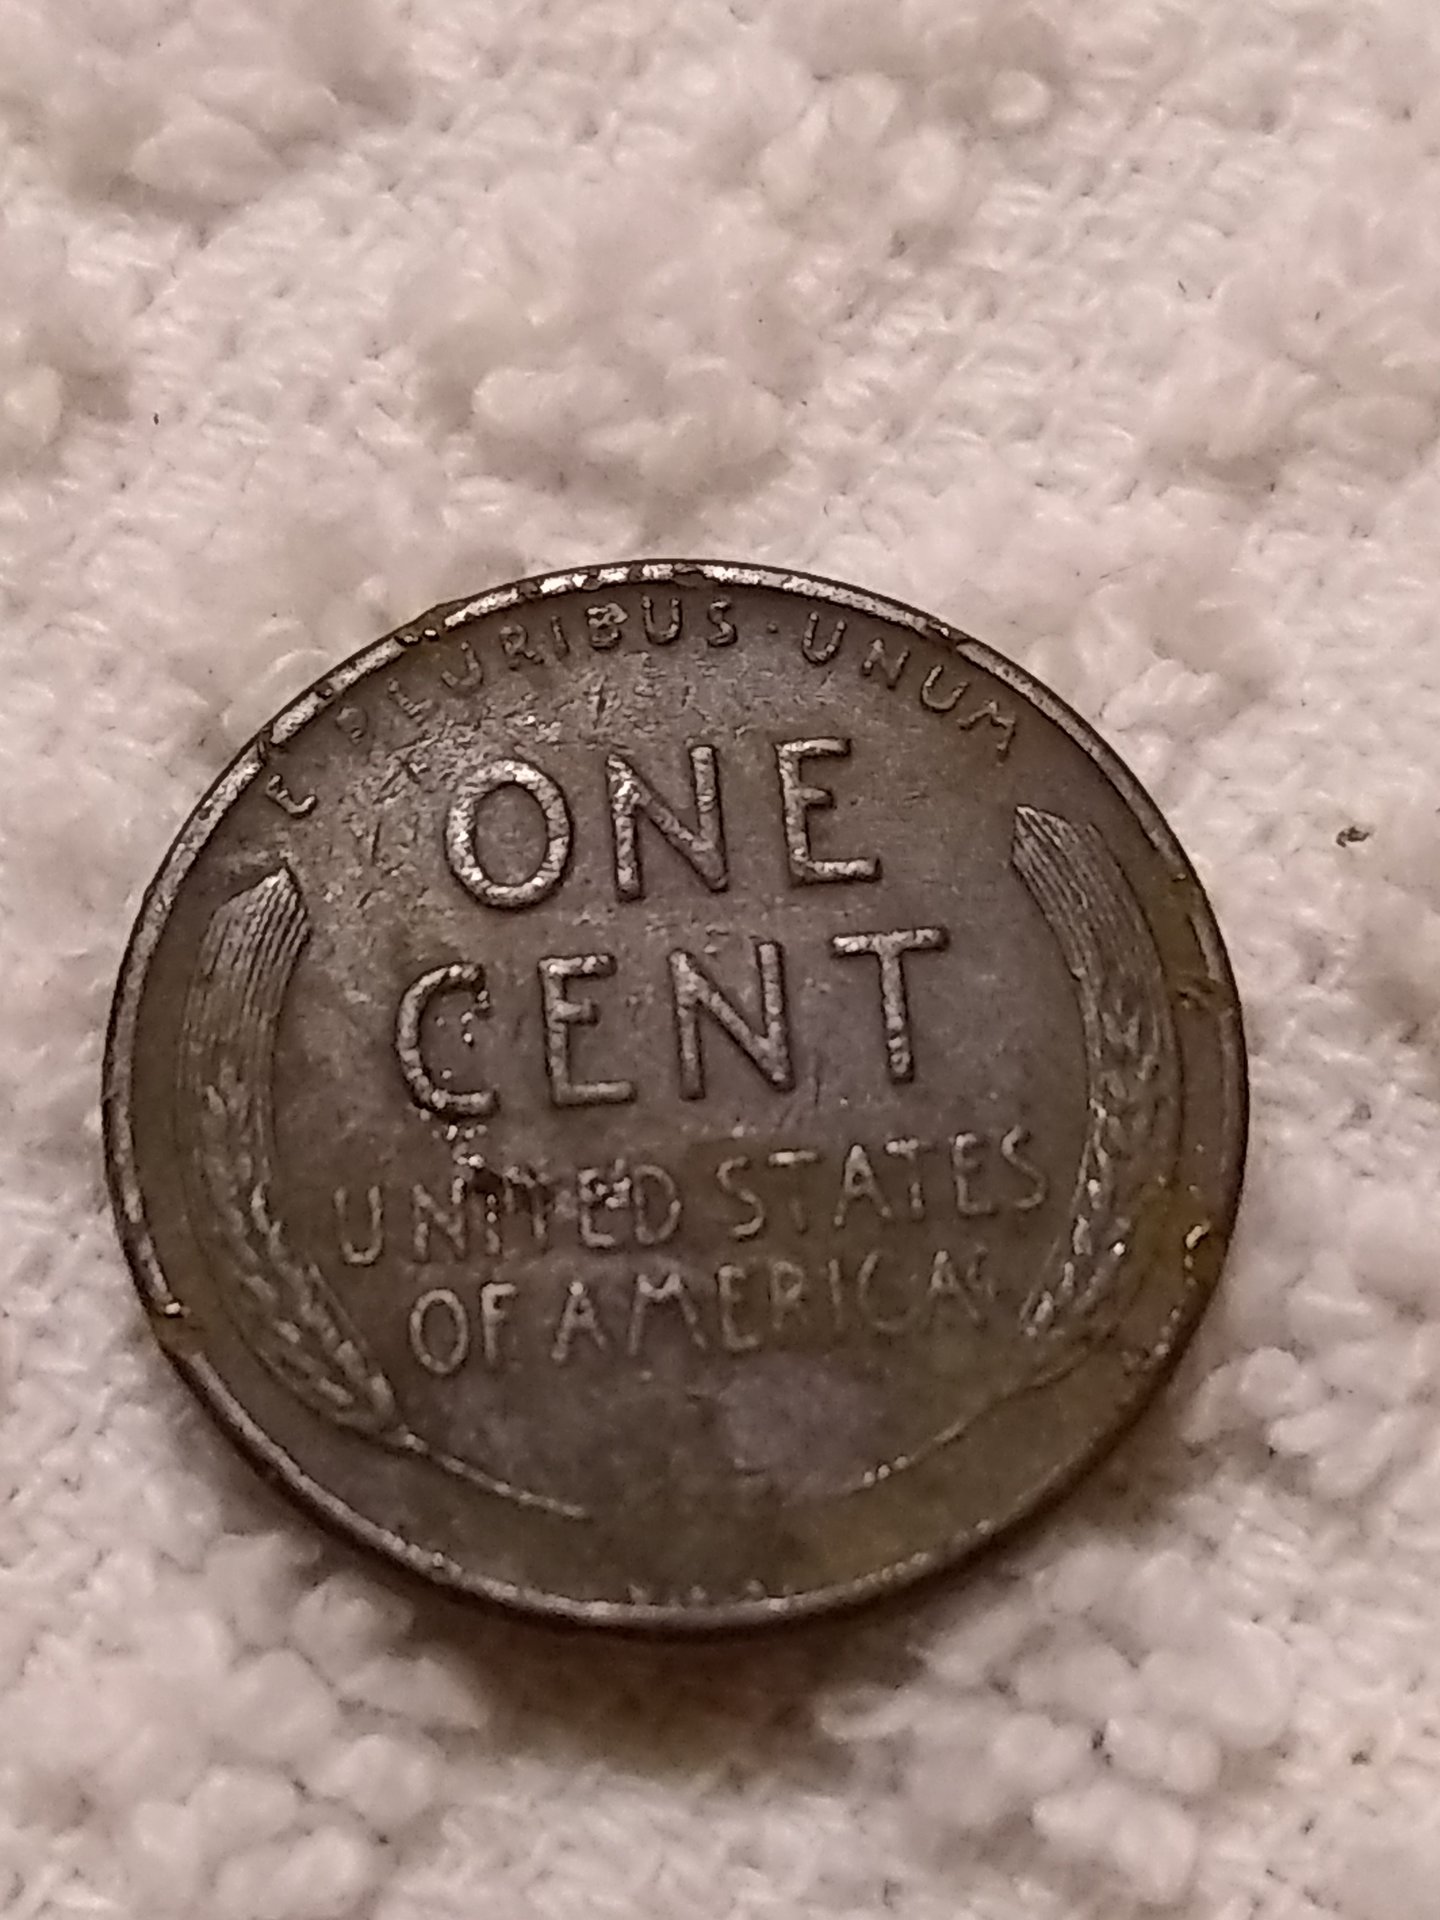 E PLURIBUS · UNUM
ONE
CENT
UNITED STATES
OF AMERICA